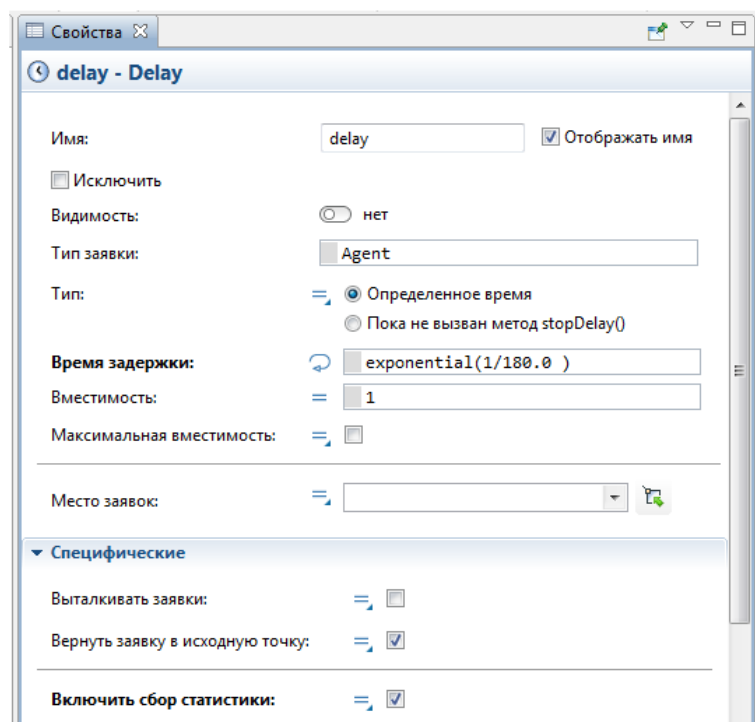 Свойства
delay - Delay
Имя: delay Отображать имя
Исключить
Видимость: нет
Тип заявки: Agent
Тип: Определенное время
Пока не вызван метод stopDelay()
Время задержки: exponential(1/180.0 )
Вместимость: 1
Максимальная вместимость:
Место заявок:
Специфические
Выталкивать заявки:
Вернуть заявку в исходную точку:
Включить сбор статистики: